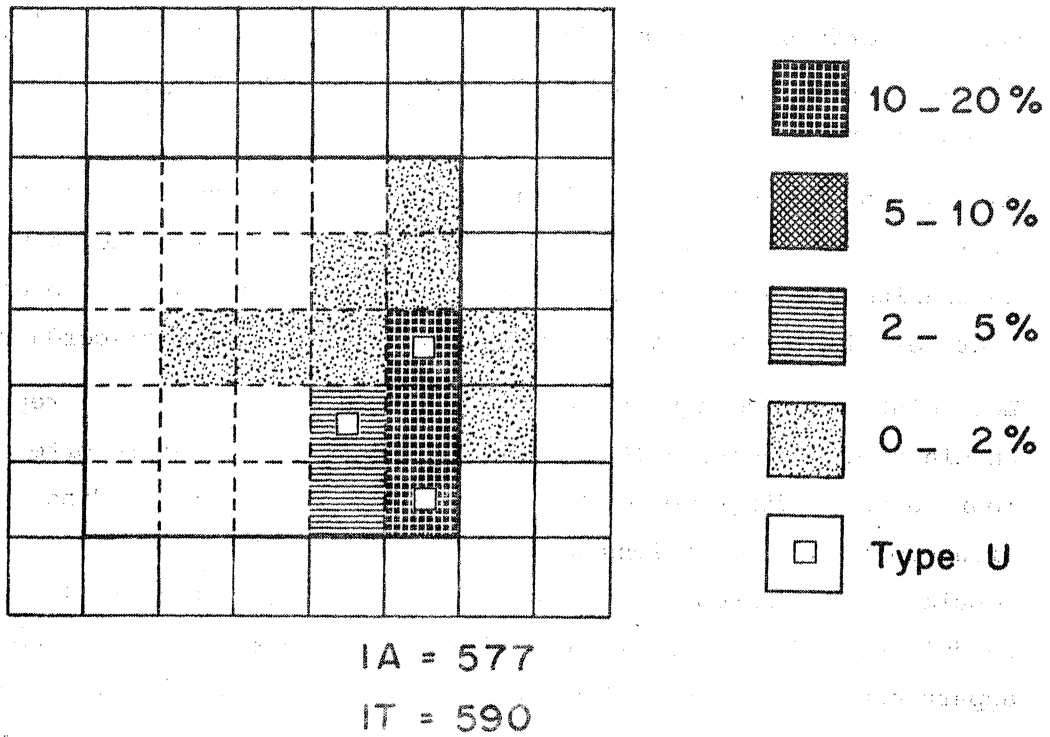 10 _ 20 %
5 _ 10 %
2 _ 5 %
0 _ 2 %
Type U
IA = 577
IT = 590